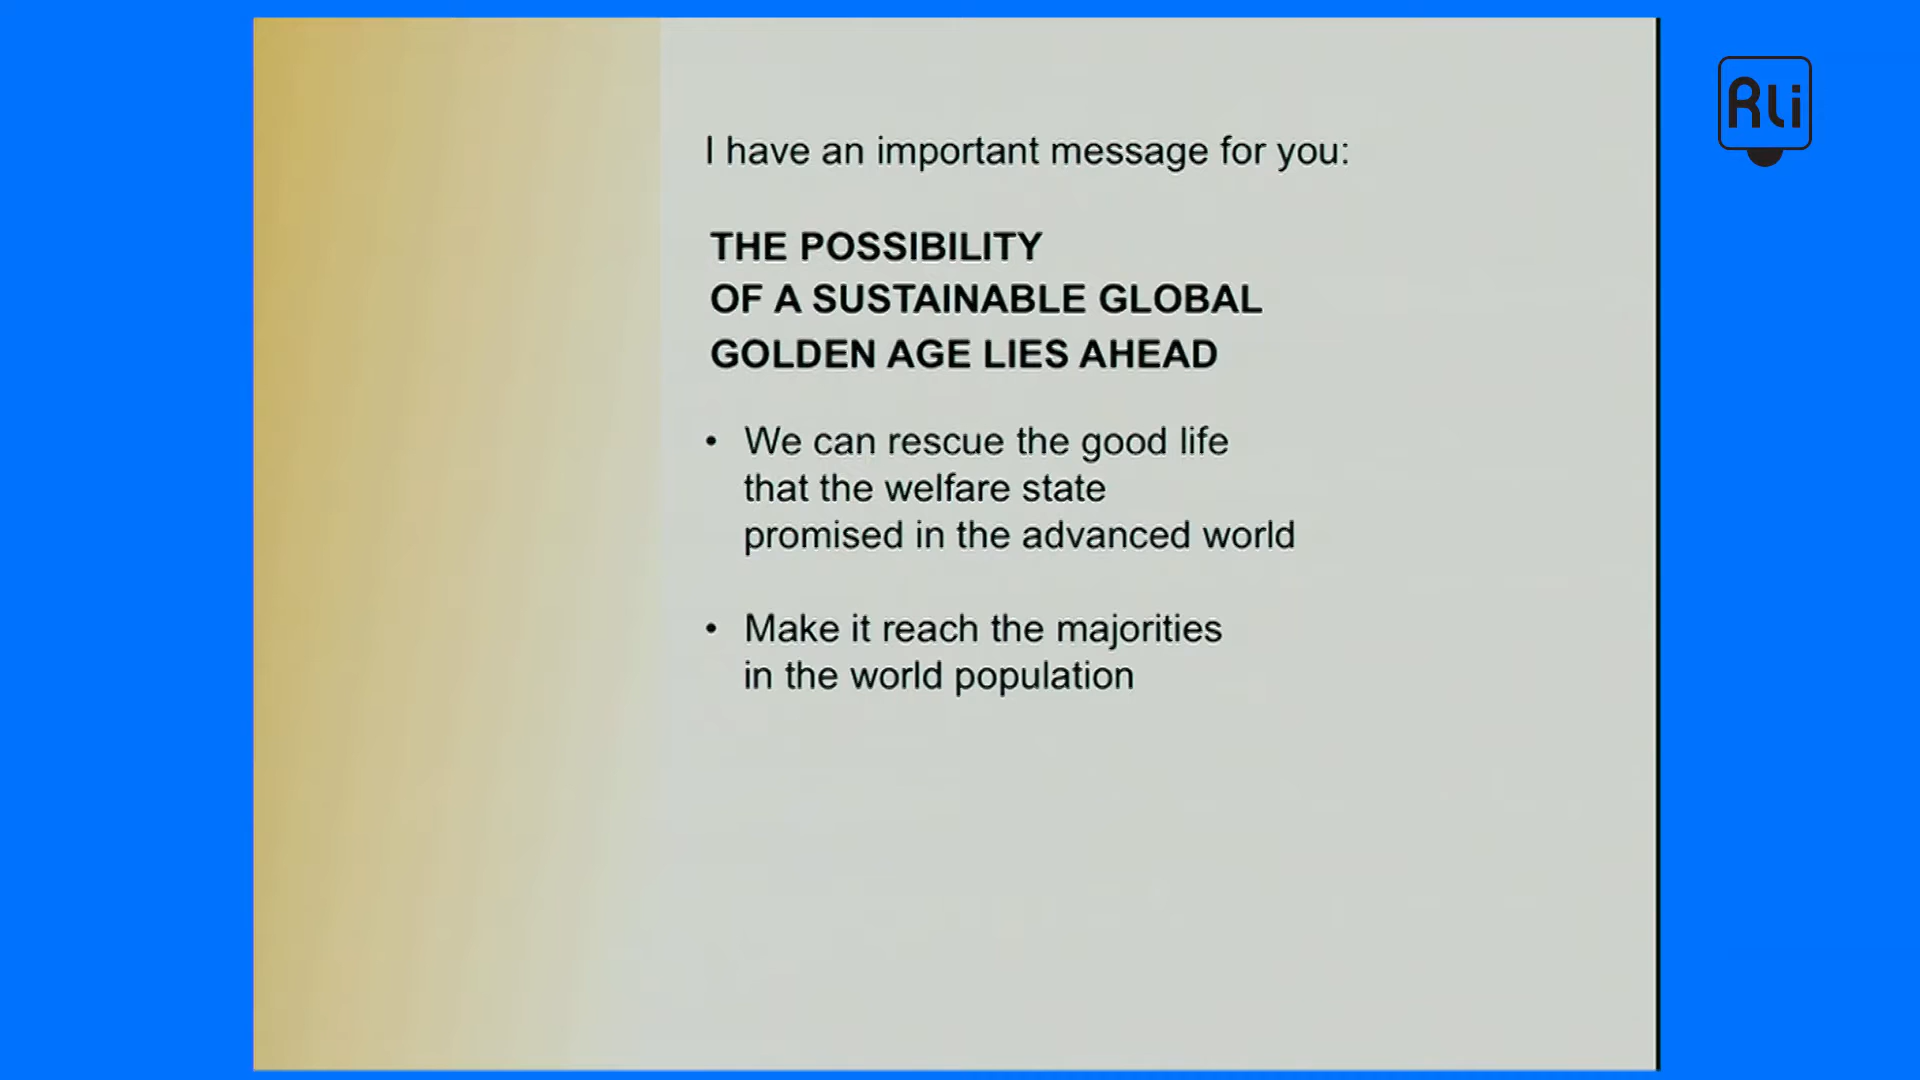 RLi
I have an important message for you:
THE POSSIBILITY
OF A SUSTAINABLE GLOBAL
GOLDEN AGE LIES AHEAD
• We can rescue the good life
that the welfare state
promised in the advanced world
• Make it reach the majorities
in the world population